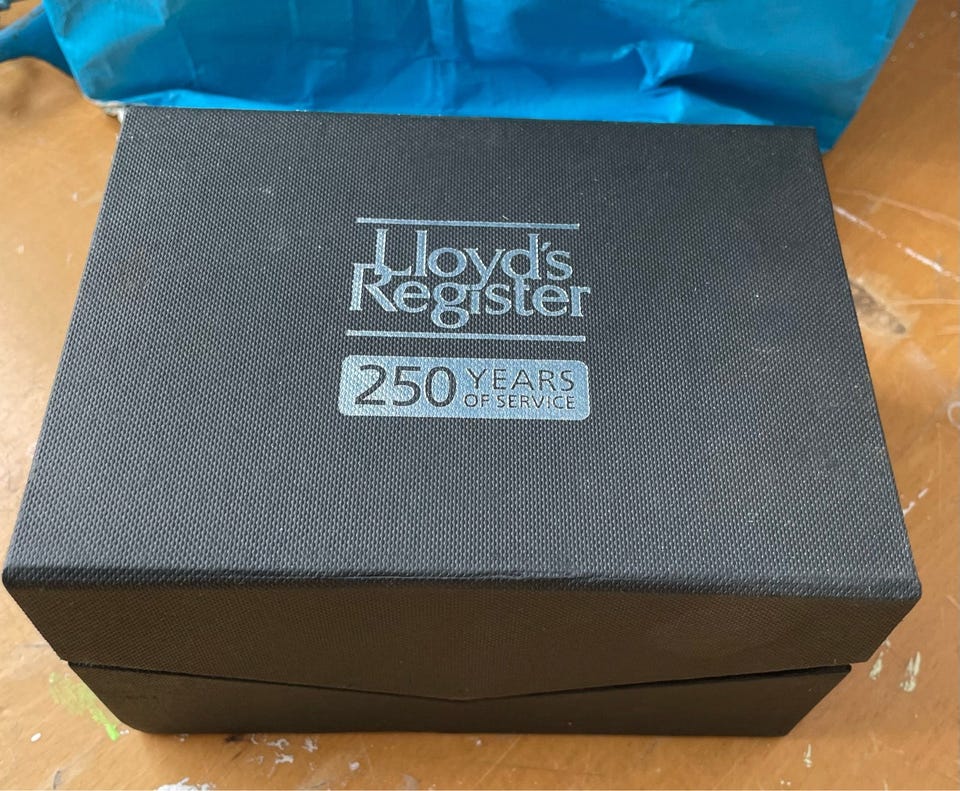 Lloyd's
Register
250 YEARS
OF SERVICE